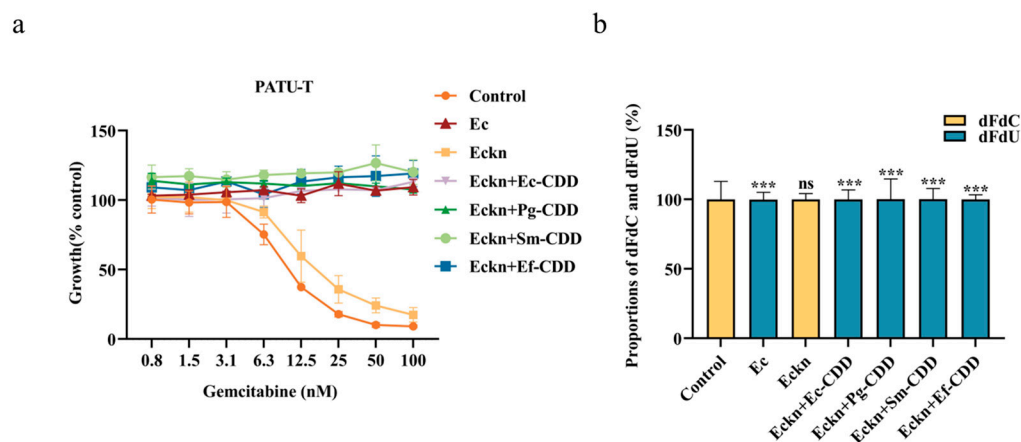 a
b
PATU-T
Growth(% control)
150
100
50
0
0.8 1.5 3.1 6.3 12.5 25 50 100
Gemcitabine (nM)
Control
Ec
Eckn
Eckn+Ec-CDD
Eckn+Pg-CDD
Eckn+Sm-CDD
Eckn+Ef-CDD
Proportions of dFdC and dFdU (%)
150
100
50
0
dFdC
dFdU
*** ns *** *** *** ***
Control
Ec
Eckn
Eckn+Ec-CDD
Eckn+Pg-CDD
Eckn+Sm-CDD
Eckn+Ef-CDD